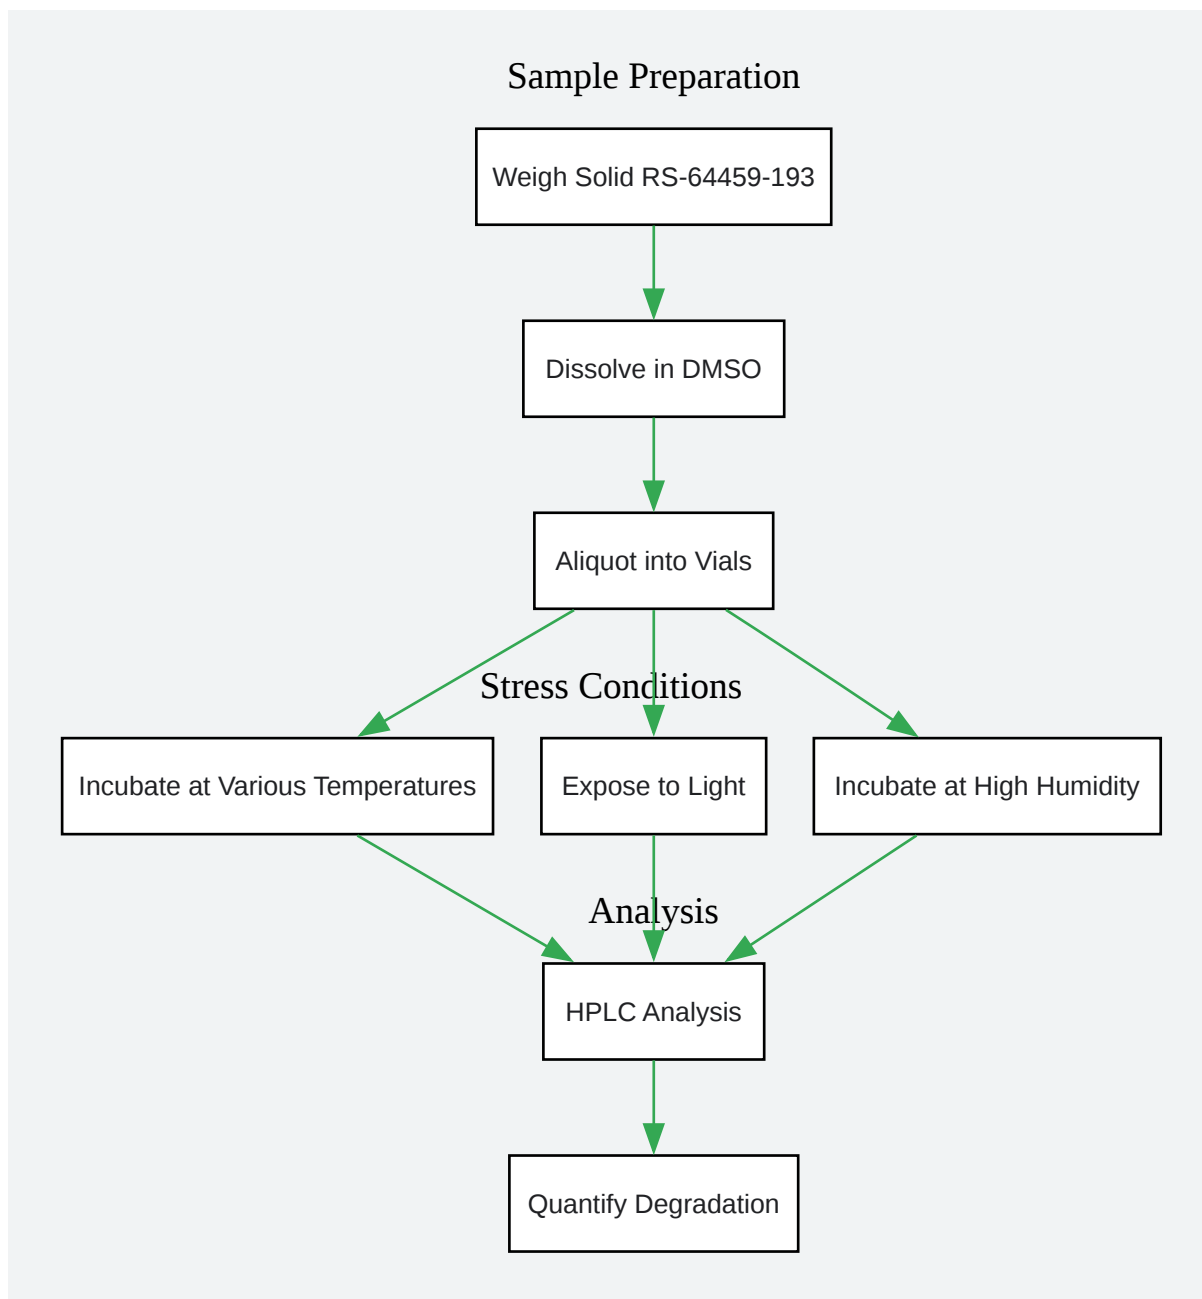 Sample Preparation
Weigh Solid RS-64459-193
Dissolve in DMSO
Aliquot into Vials
Stress Conditions
Incubate at Various Temperatures
Expose to Light
Incubate at High Humidity
Analysis
HPLC Analysis
Quantify Degradation